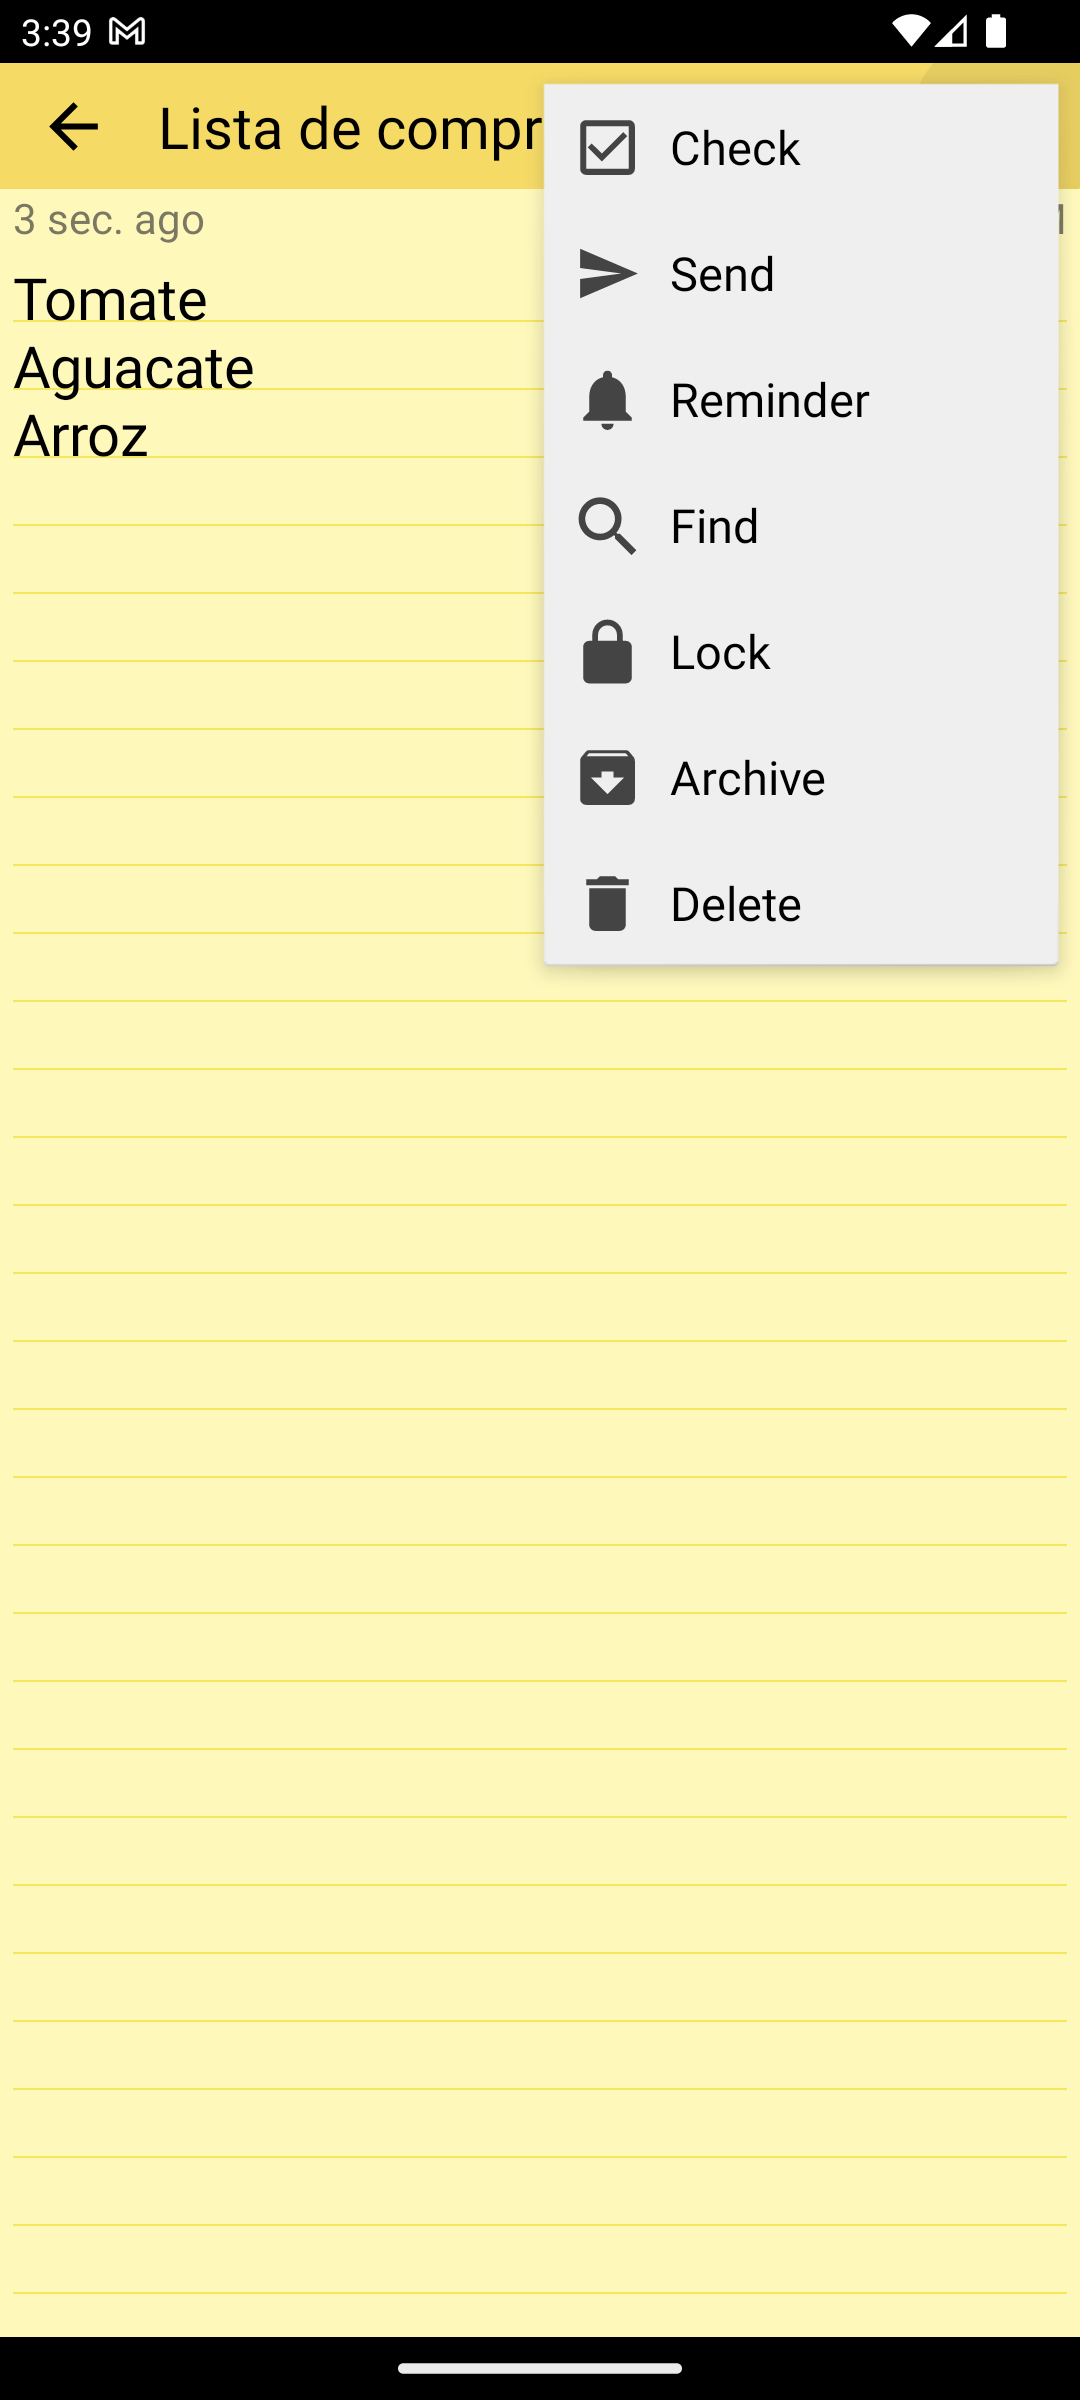 3:39
Lista de compr
3 sec. ago
Tomate
Aguacate
Arroz
Check
Send
Reminder
Find
Lock
Archive
Delete